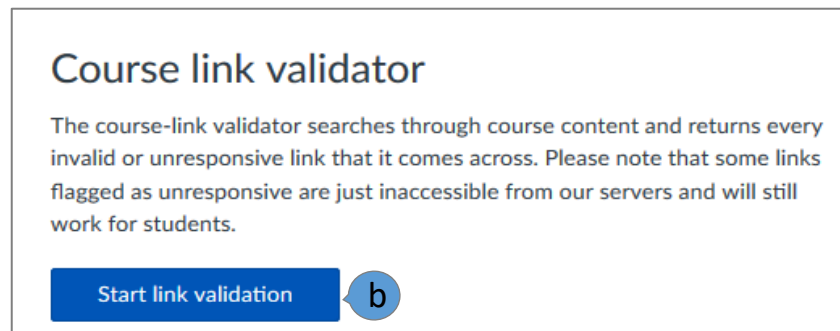 Course link validator
The course-link validator searches through course content and returns every
invalid or unresponsive link that it comes across. Please note that some links
flagged as unresponsive are just inaccessible from our servers and will still
work for students.
Start link validation
b